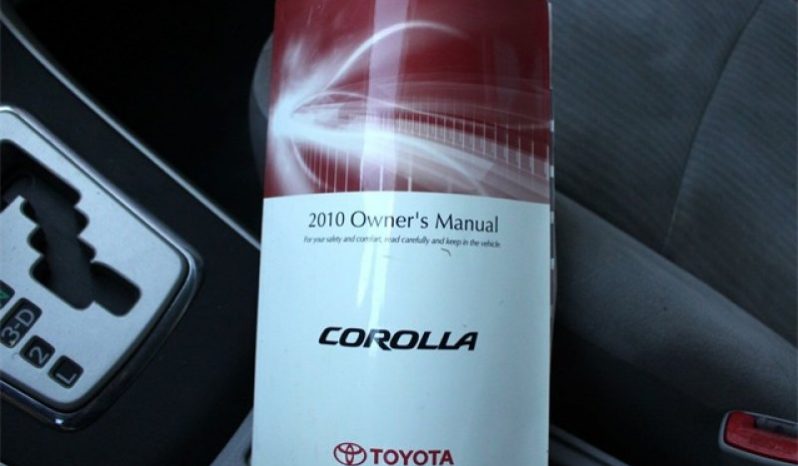 2010 Owner's Manual
For your safety and comfort, read carefully and keep in the vehicle.
COROLLA
TOYOTA
N
3-D
2
L